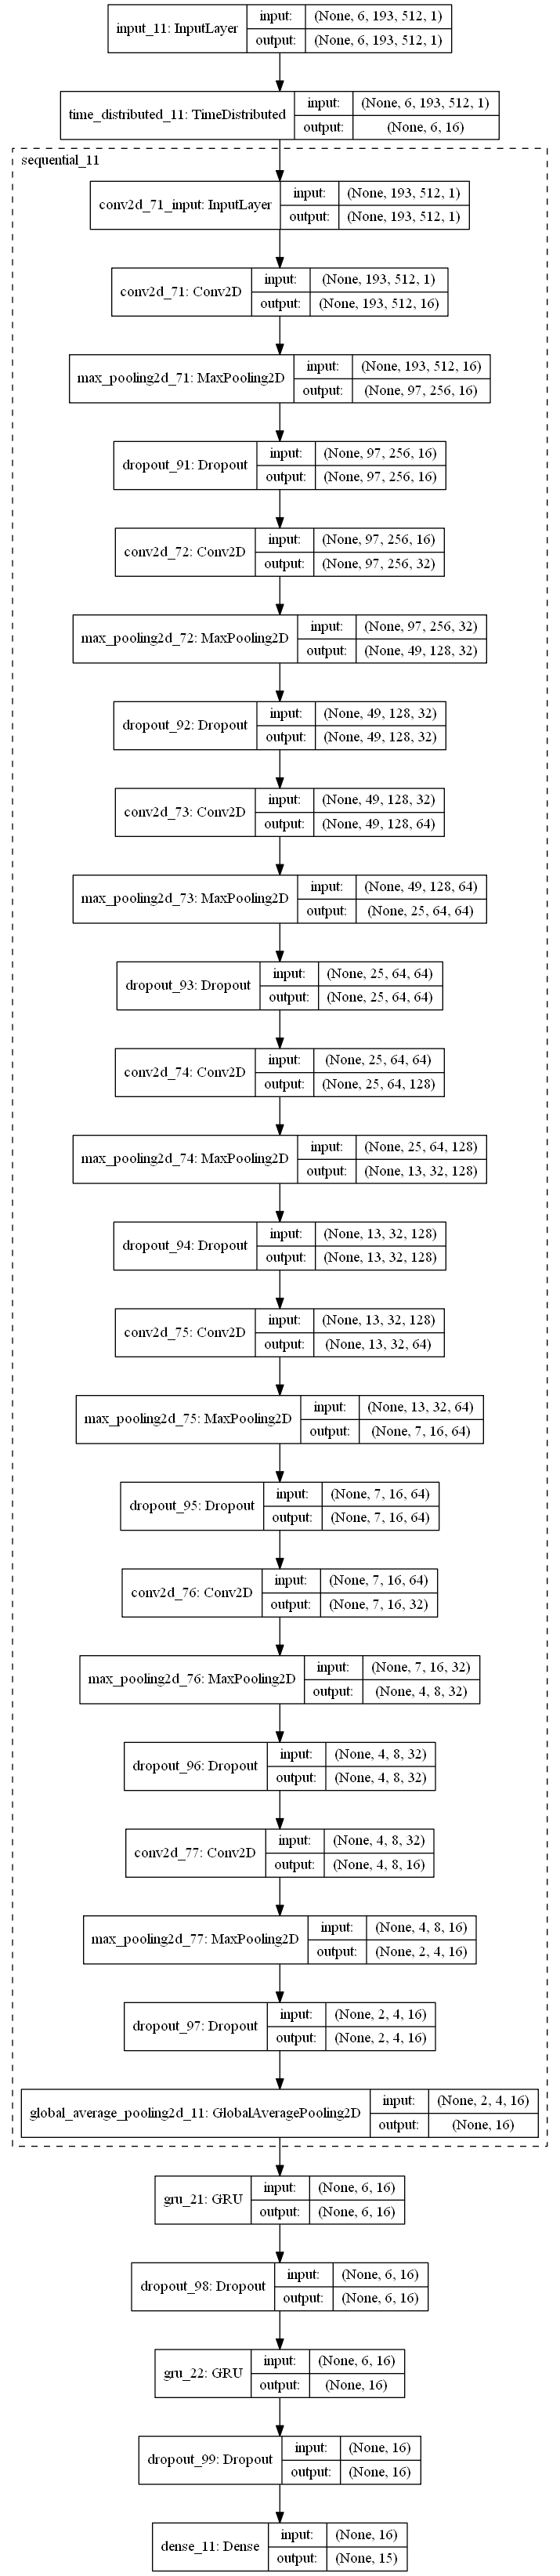 input_11: InputLayer
input: (None, 6, 193, 512, 1)
output: (None, 6, 193, 512, 1)
time_distributed_11: TimeDistributed
input: (None, 6, 193, 512, 1)
output: (None, 6, 16)
sequential_11
conv2d_71_input: InputLayer
input: (None, 193, 512, 1)
output: (None, 193, 512, 1)
conv2d_71: Conv2D
input: (None, 193, 512, 1)
output: (None, 193, 512, 16)
max_pooling2d_71: MaxPooling2D
input: (None, 193, 512, 16)
output: (None, 97, 256, 16)
dropout_91: Dropout
input: (None, 97, 256, 16)
output: (None, 97, 256, 16)
conv2d_72: Conv2D
input: (None, 97, 256, 16)
output: (None, 97, 256, 32)
max_pooling2d_72: MaxPooling2D
input: (None, 97, 256, 32)
output: (None, 49, 128, 32)
dropout_92: Dropout
input: (None, 49, 128, 32)
output: (None, 49, 128, 32)
conv2d_73: Conv2D
input: (None, 49, 128, 32)
output: (None, 49, 128, 64)
max_pooling2d_73: MaxPooling2D
input: (None, 49, 128, 64)
output: (None, 25, 64, 64)
dropout_93: Dropout
input: (None, 25, 64, 64)
output: (None, 25, 64, 64)
conv2d_74: Conv2D
input: (None, 25, 64, 64)
output: (None, 25, 64, 128)
max_pooling2d_74: MaxPooling2D
input: (None, 25, 64, 128)
output: (None, 13, 32, 128)
dropout_94: Dropout
input: (None, 13, 32, 128)
output: (None, 13, 32, 128)
conv2d_75: Conv2D
input: (None, 13, 32, 128)
output: (None, 13, 32, 64)
max_pooling2d_75: MaxPooling2D
input: (None, 13, 32, 64)
output: (None, 7, 16, 64)
dropout_95: Dropout
input: (None, 7, 16, 64)
output: (None, 7, 16, 64)
conv2d_76: Conv2D
input: (None, 7, 16, 64)
output: (None, 7, 16, 32)
max_pooling2d_76: MaxPooling2D
input: (None, 7, 16, 32)
output: (None, 4, 8, 32)
dropout_96: Dropout
input: (None, 4, 8, 32)
output: (None, 4, 8, 32)
conv2d_77: Conv2D
input: (None, 4, 8, 32)
output: (None, 4, 8, 16)
max_pooling2d_77: MaxPooling2D
input: (None, 4, 8, 16)
output: (None, 2, 4, 16)
dropout_97: Dropout
input: (None, 2, 4, 16)
output: (None, 2, 4, 16)
global_average_pooling2d_11: GlobalAveragePooling2D
input: (None, 2, 4, 16)
output: (None, 16)
gru_21: GRU
input: (None, 6, 16)
output: (None, 6, 16)
dropout_98: Dropout
input: (None, 6, 16)
output: (None, 6, 16)
gru_22: GRU
input: (None, 6, 16)
output: (None, 16)
dropout_99: Dropout
input: (None, 16)
output: (None, 16)
dense_11: Dense
input: (None, 16)
output: (None, 15)